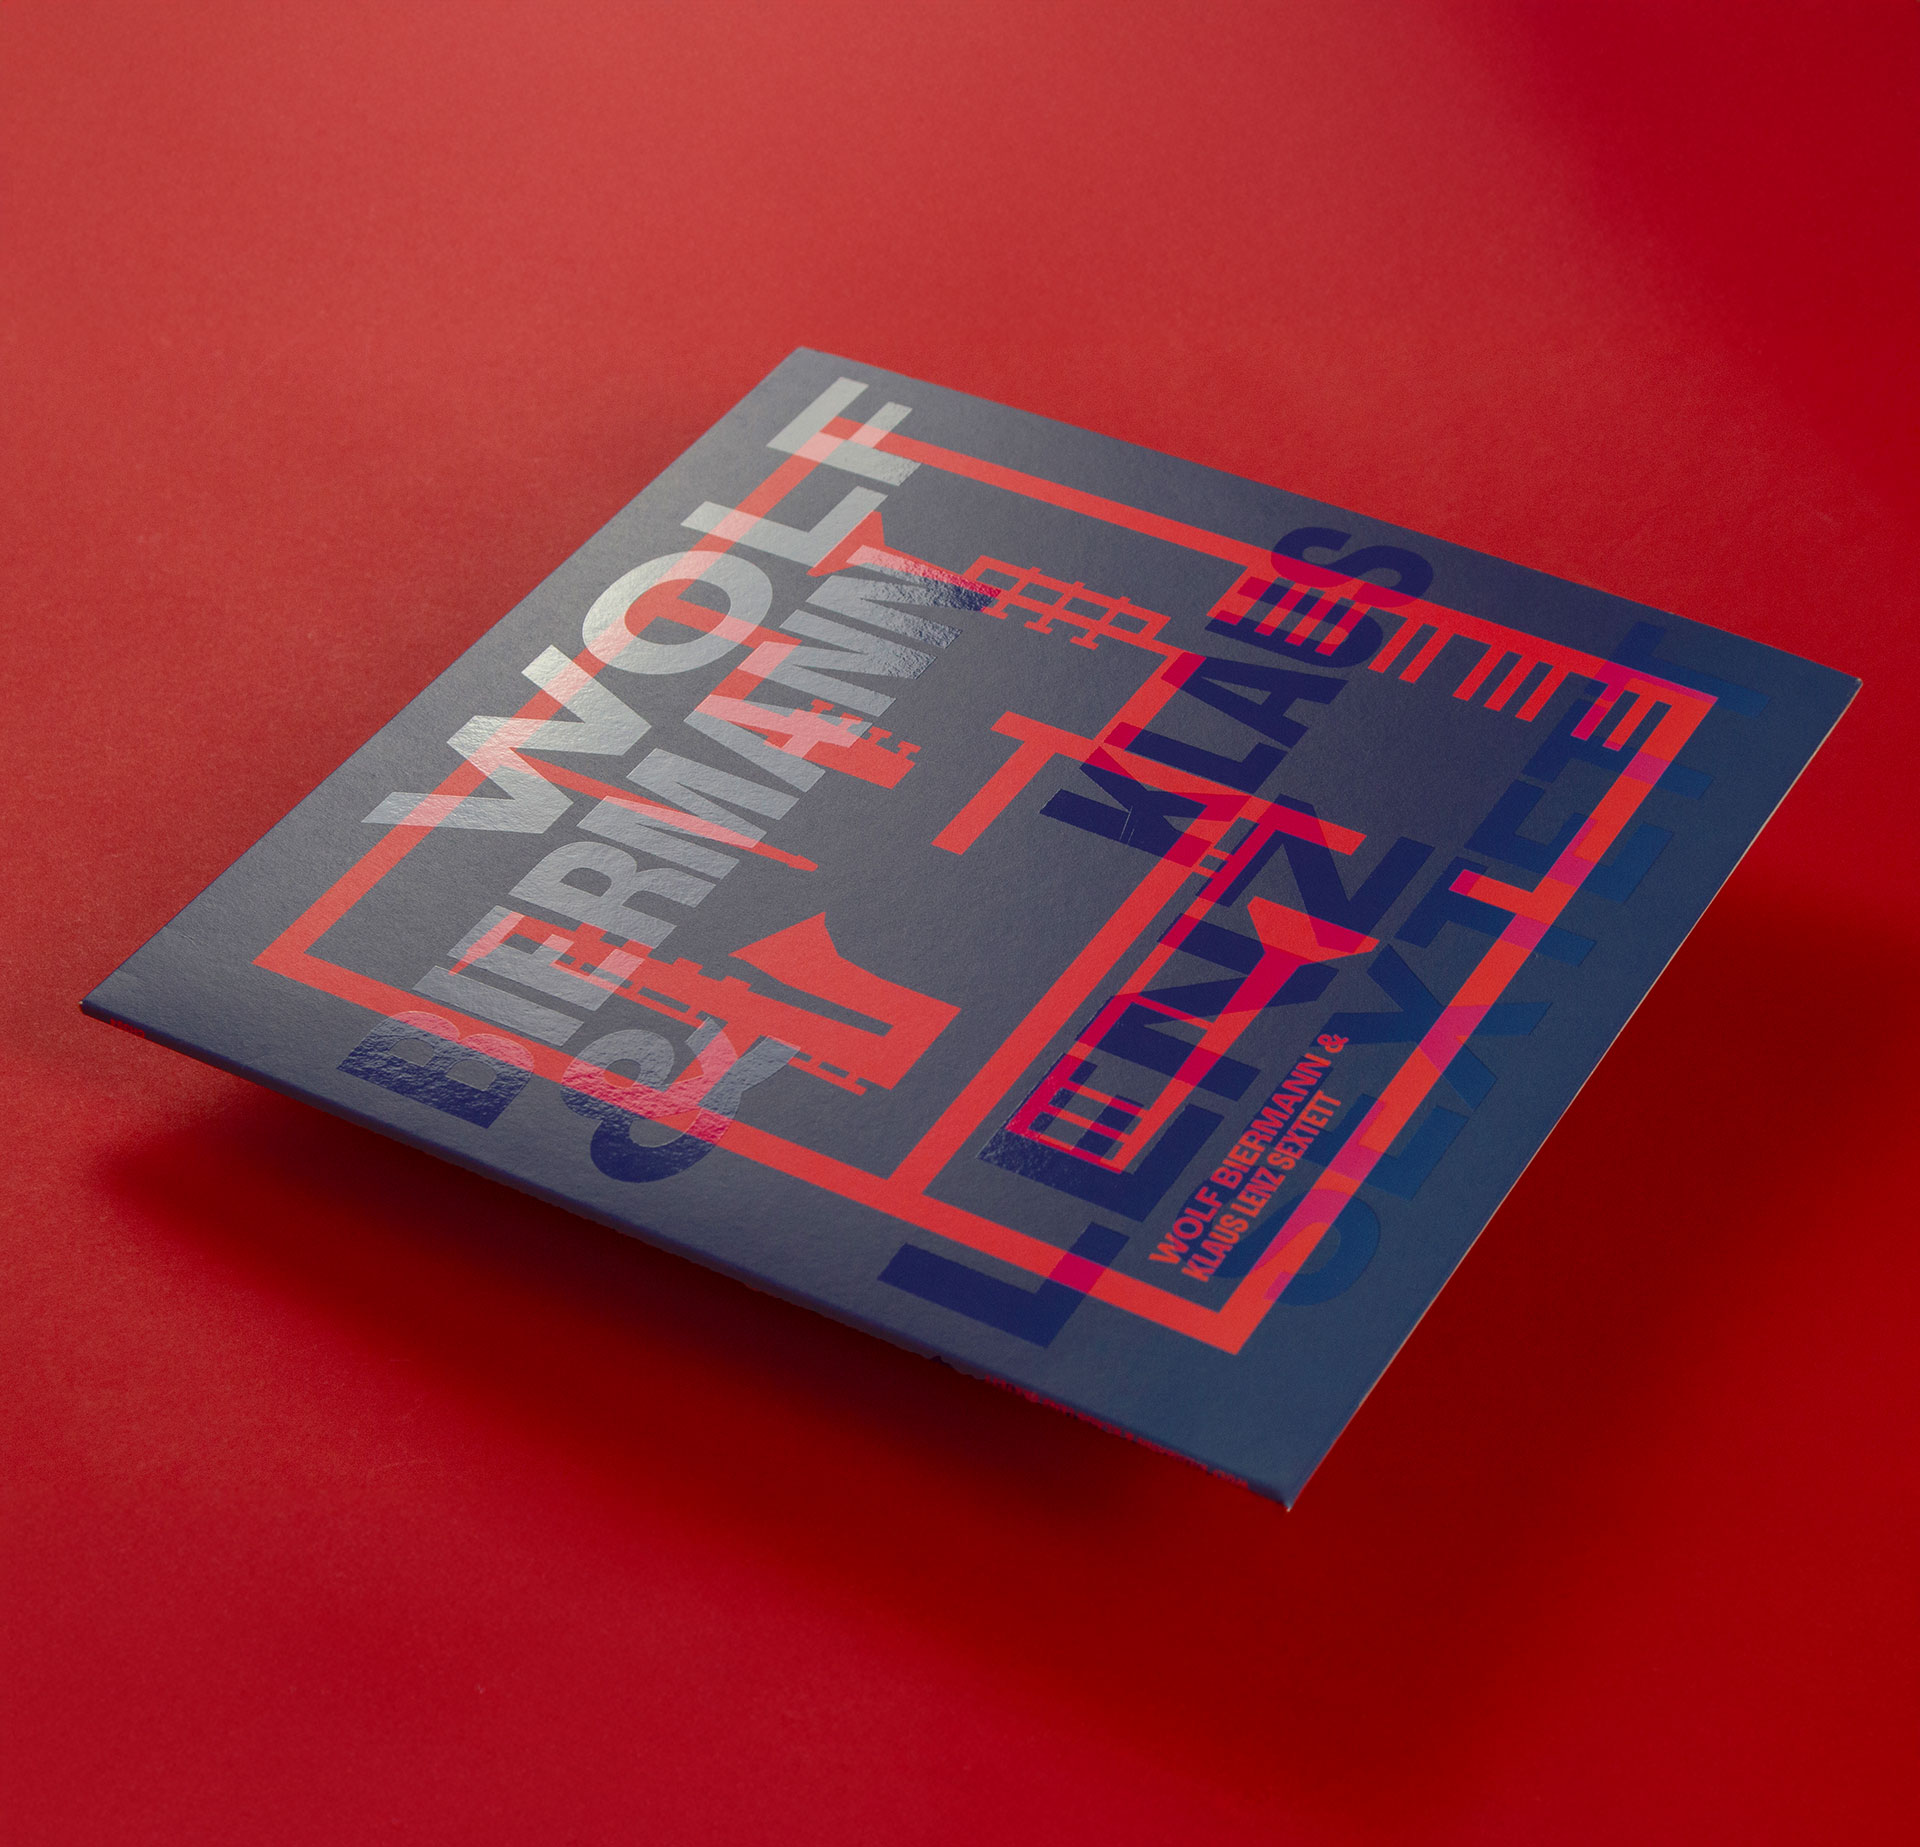 WOLF
BIERMANN
&
KLAUS
LENZ
SEXTETT
WOLF BIERMANN &
KLAUS LENZ SEXTETT